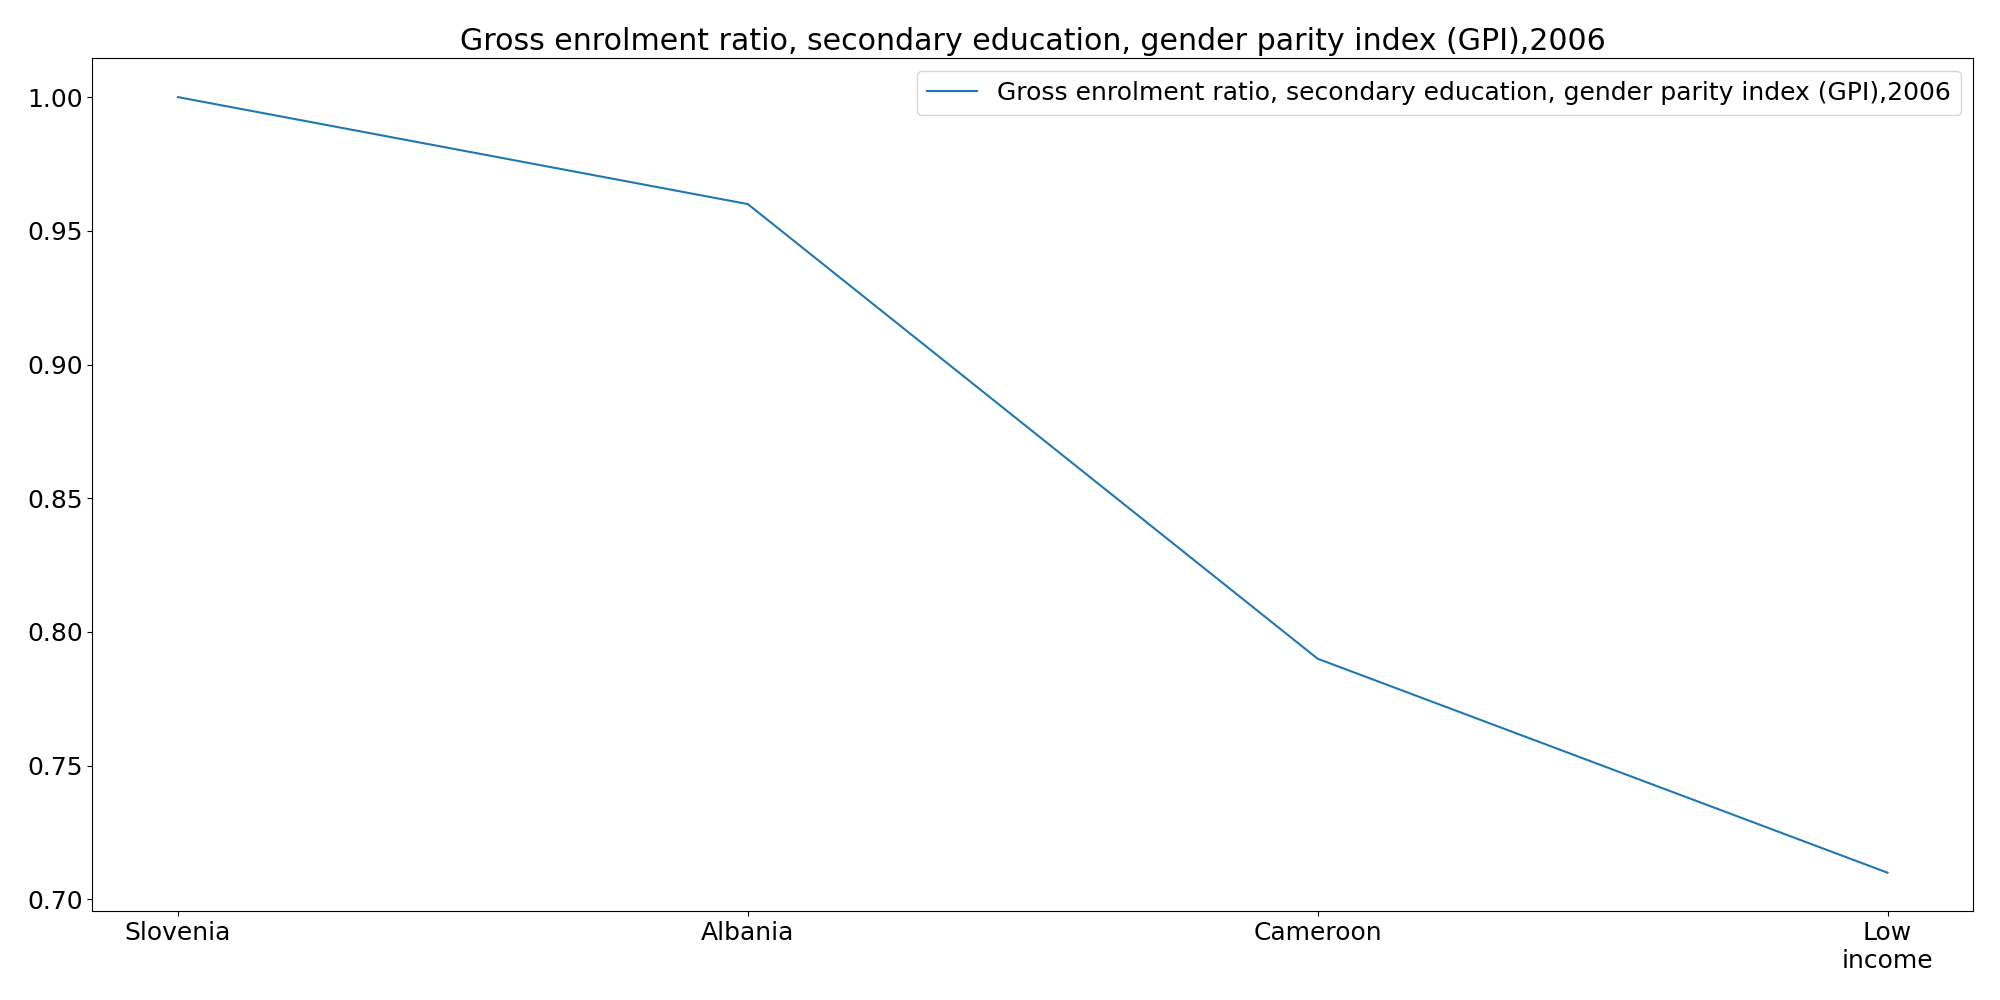 Gross enrolment ratio, secondary education, gender parity index (GPI),2006
Gross enrolment ratio, secondary education, gender parity index (GPI),2006
1.00
0.95
0.90
0.85
0.80
0.75
0.70
Slovenia
Albania
Cameroon
Low
income